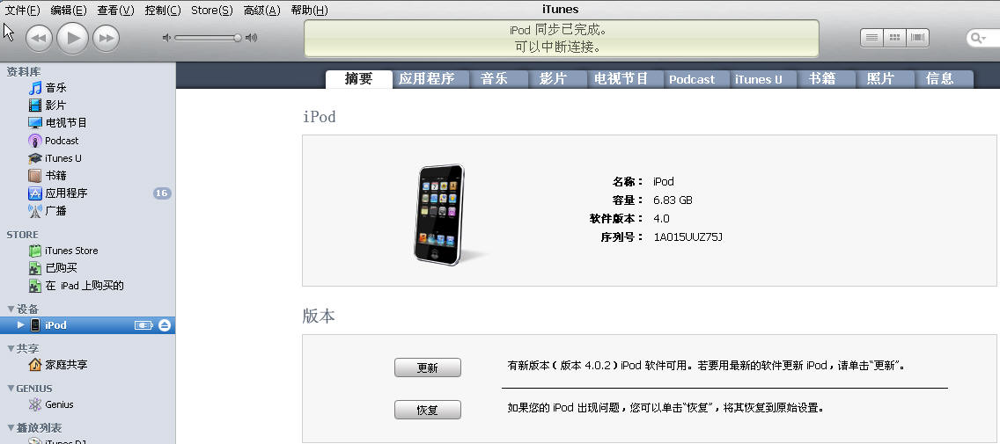 文件(F) 编辑(E) 查看(V) 控制(C) Store(S) 高级(A) 帮助(H)
iTunes
iPod 同步已完成。
可以中断连接。
资料库
音乐
影片
电视节目
Podcast
iTunes U
书籍
应用程序 16
广播
STORE
iTunes Store
已购买
在 iPad 上购买的
设备
iPod
共享
家庭共享
GENIUS
Genius
播放列表
iTunes DJ
摘要 应用程序 音乐 影片 电视节目 Podcast iTunes U 书籍 照片 信息
iPod
名称： iPod
容量： 6.83 GB
软件版本： 4.0
序列号： 1A015UUZ75J
版本
更新
有新版本（版本 4.0.2）iPod 软件可用。若要用最新的软件更新 iPod，请单击“更新”。
恢复
如果您的 iPod 出现问题，您可以单击“恢复”，将其恢复到原始设置。